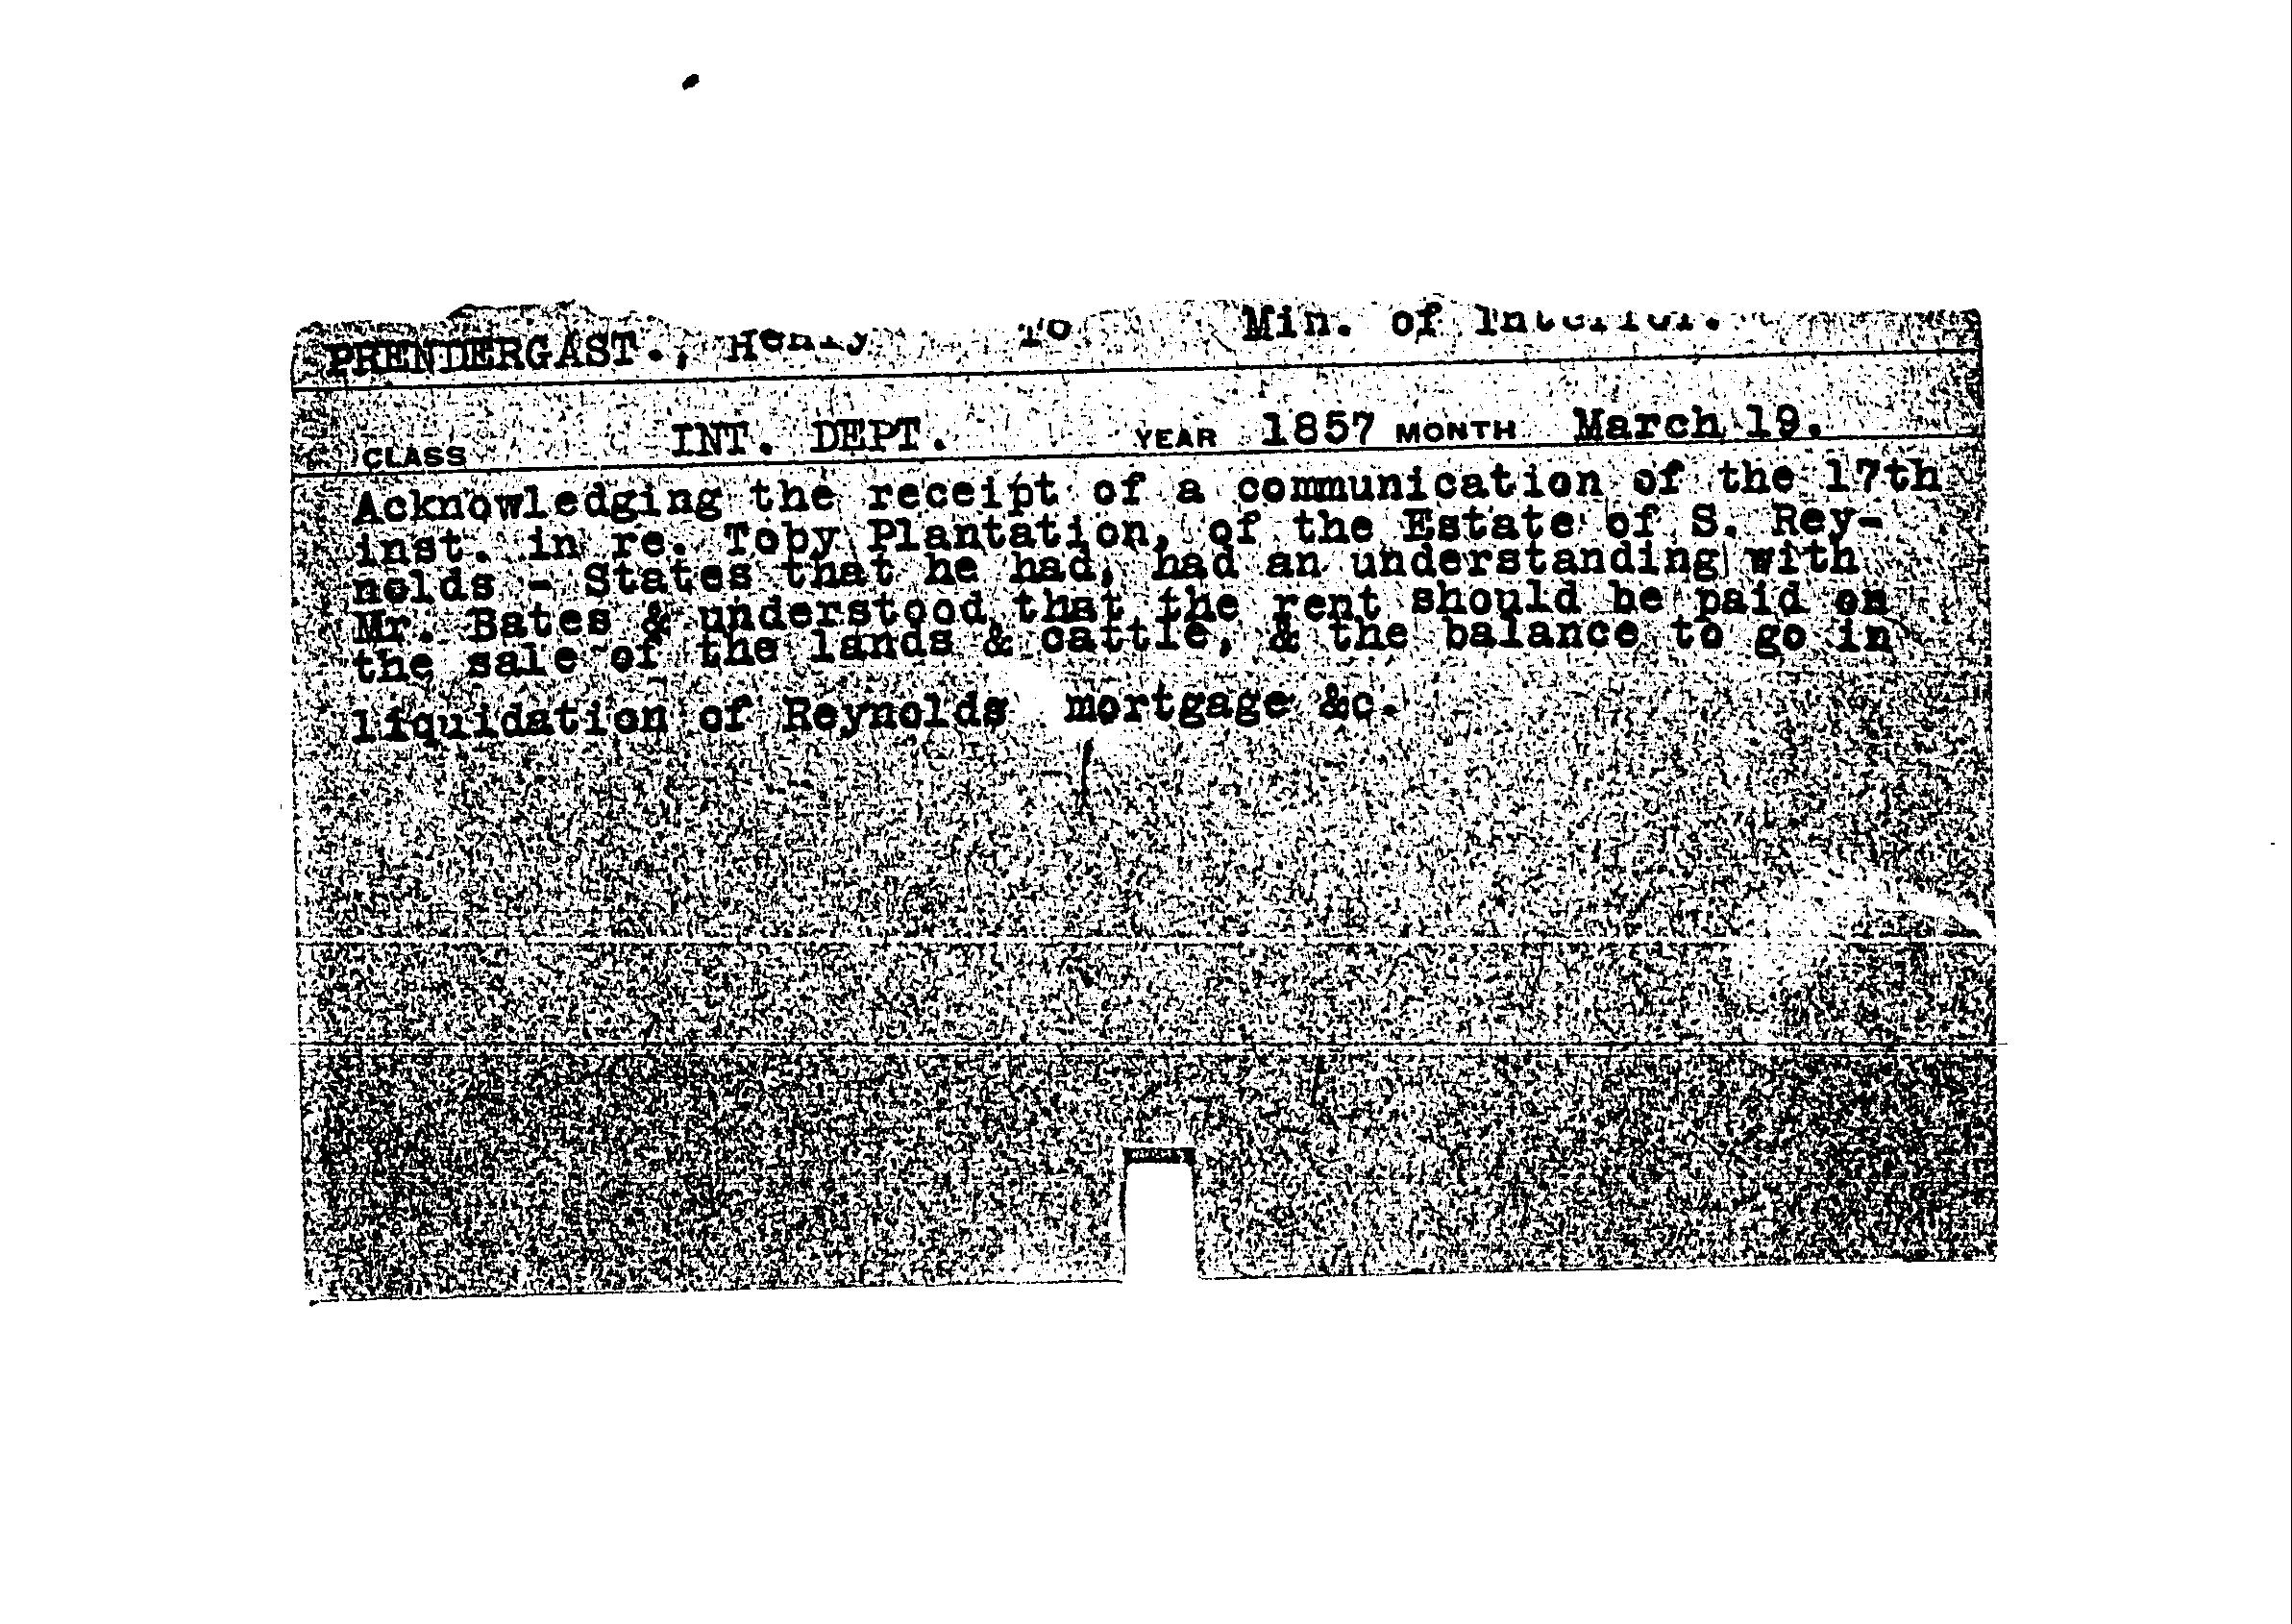 PRENDERGAST., Henry To Min. of Interior.
CLASS INT. DEPT. YEAR 1857 MONTH March 19.
Acknowledging the receipt of a communication of the 17th
inst. in re. Toby Plantation, of the Estate of S. Rey-
nolds - States that he had, had an understanding with
Mr. Bates & understood that the rent should be paid on
the sale of the lands & cattle, & the balance to go in
liquidation of Reynolds mortgage &c.